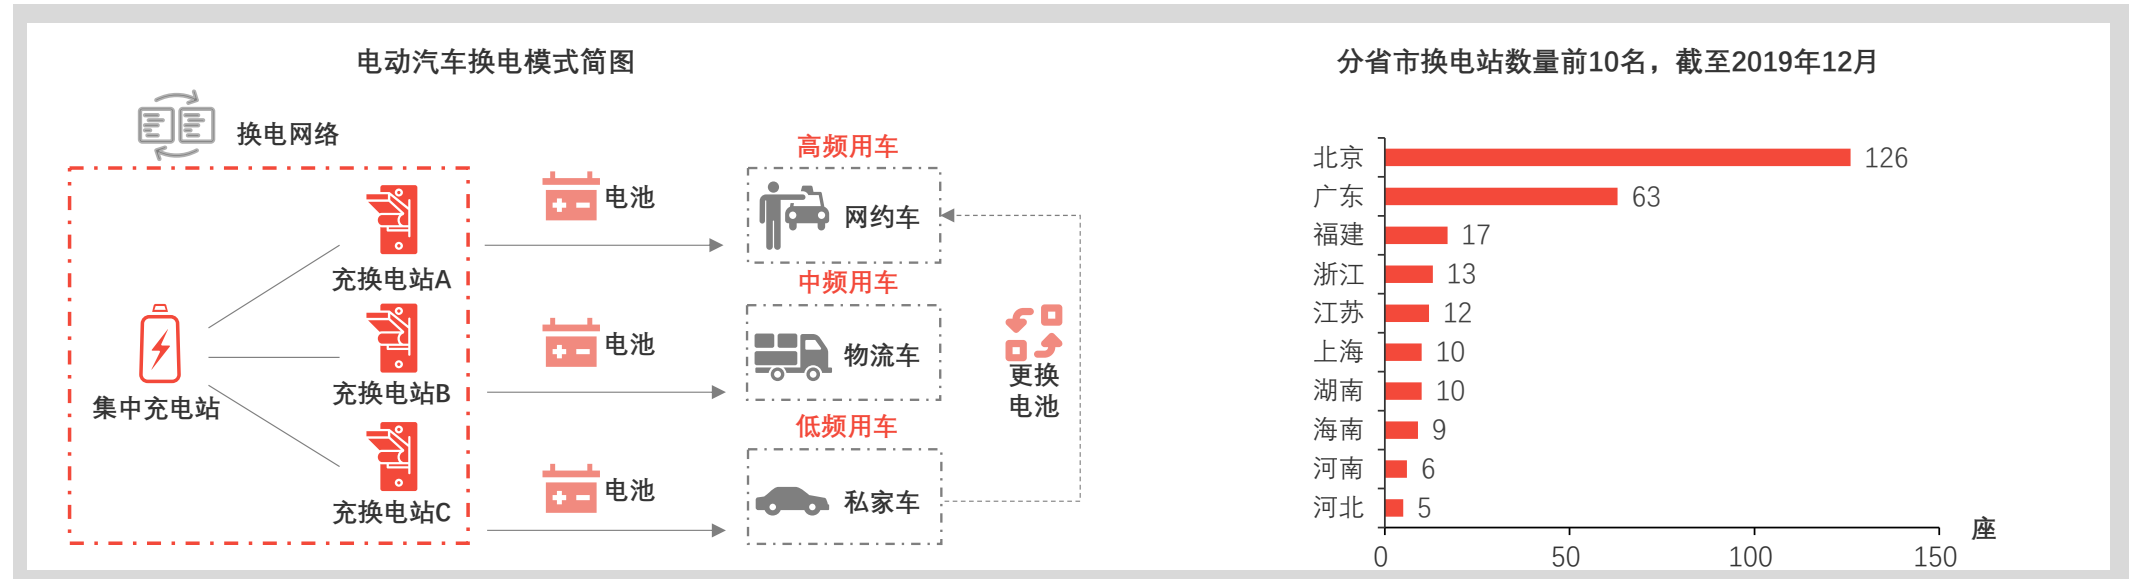 电动汽车换电模式简图
换电网络
集中充电站
充换电站A
充换电站B
充换电站C
电池
电池
电池
高频用车
网约车
中频用车
物流车
低频用车
私家车
更换
电池
分省市换电站数量前10名，截至2019年12月
北京 126
广东 63
福建 17
浙江 13
江苏 12
上海 10
湖南 10
海南 9
河南 6
河北 5
座
0 50 100 150